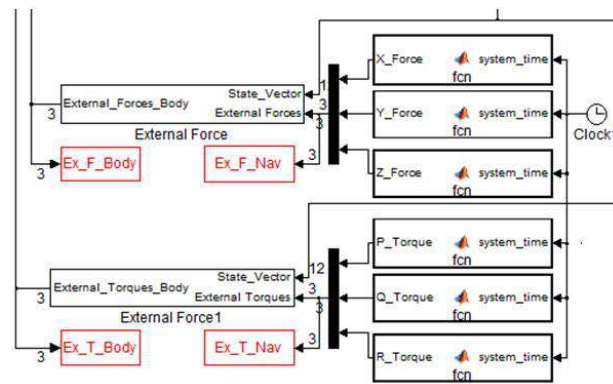 X_Force system_time
fcn
State_Vector 1
External_Forces_Body External Forces 3
3 3
External Force
Y_Force system_time
fcn
Clock1
Ex_F_Body Ex_F_Nav
3 3
Z_Force system_time
fcn
P_Torque system_time
fcn
State_Vector 12
External_Torques_Body External Torques 3
3 3
External Force1
Q_Torque system_time
fcn
Ex_T_Body Ex_T_Nav
3 3
R_Torque system_time
fcn